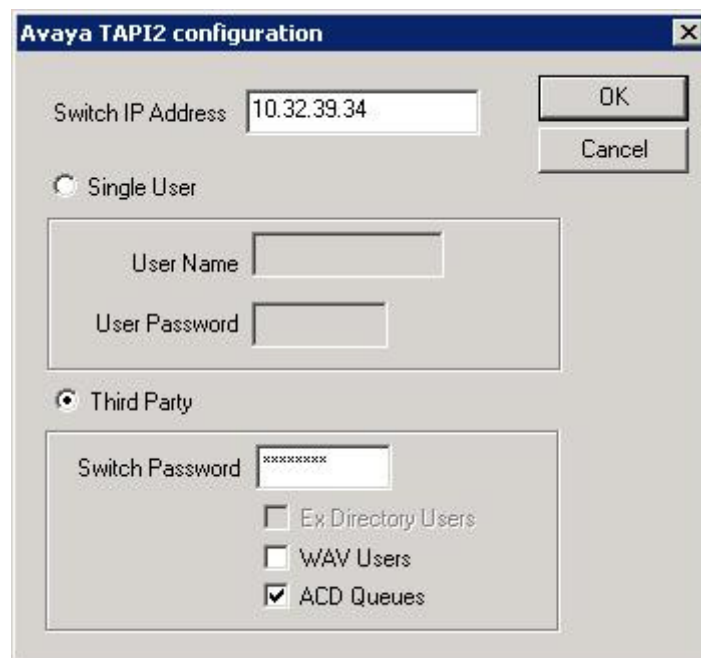 Avaya TAPI2 configuration
Switch IP Address 10.32.39.34
OK
Cancel
Single User
User Name
User Password
Third Party
Switch Password ********
Ex Directory Users
WAV Users
ACD Queues